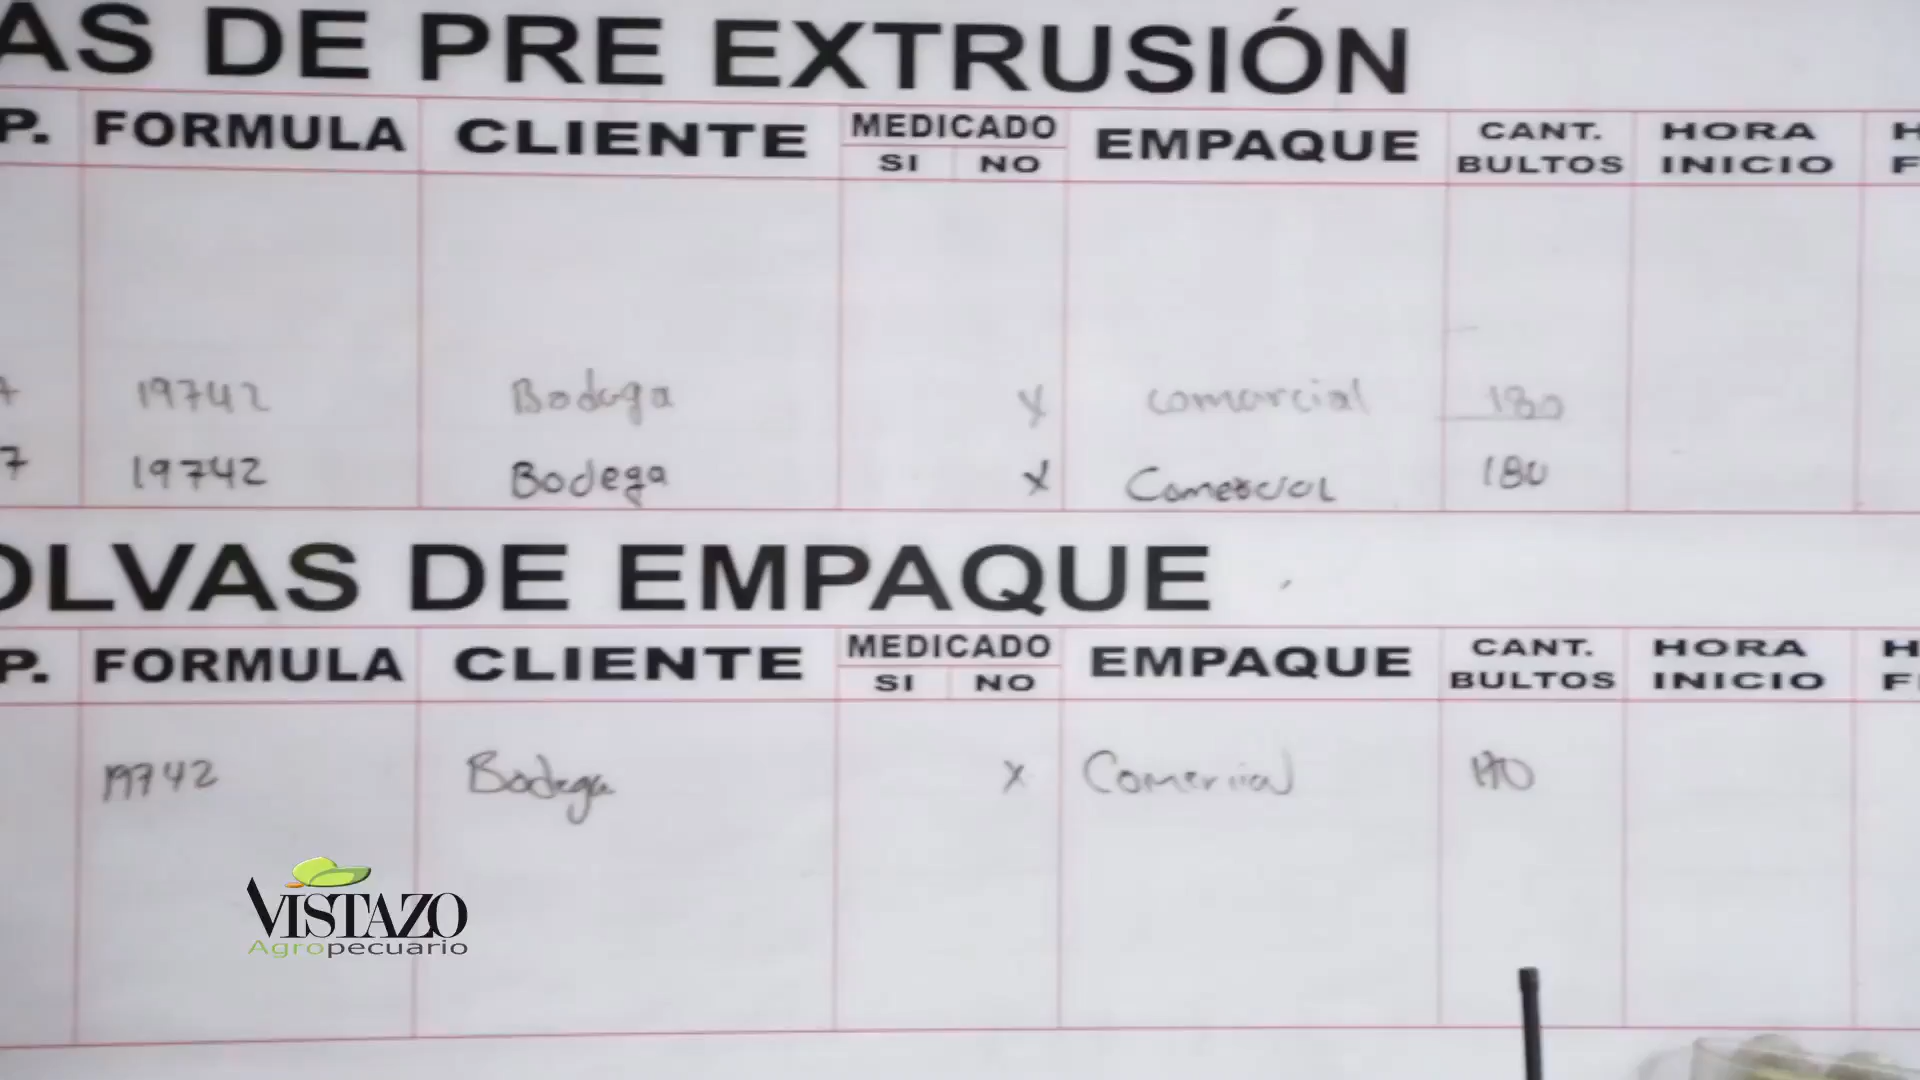 AS DE PRE EXTRUSIÓN
P. FORMULA CLIENTE MEDICADO SI NO EMPAQUE CANT. BULTOS HORA INICIO H F
7 19742 Bodega X comercial 180
7 19742 Bodega X Comercial 180
OLVAS DE EMPAQUE
P. FORMULA CLIENTE MEDICADO SI NO EMPAQUE CANT. BULTOS HORA INICIO H F
19742 Bodega X Comercial
VISTAZO
Agropecuario